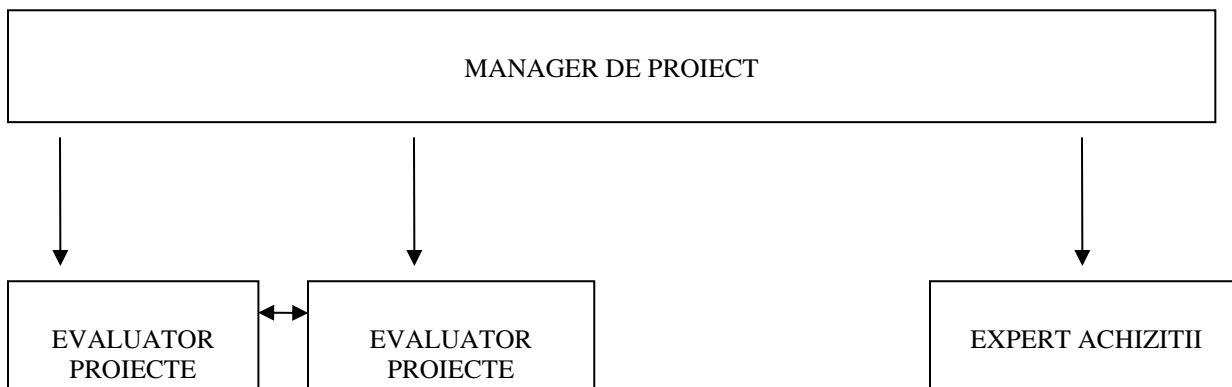 MANAGER DE PROIECT
EVALUATOR
PROIECTE
EVALUATOR
PROIECTE
EXPERT ACHIZITII